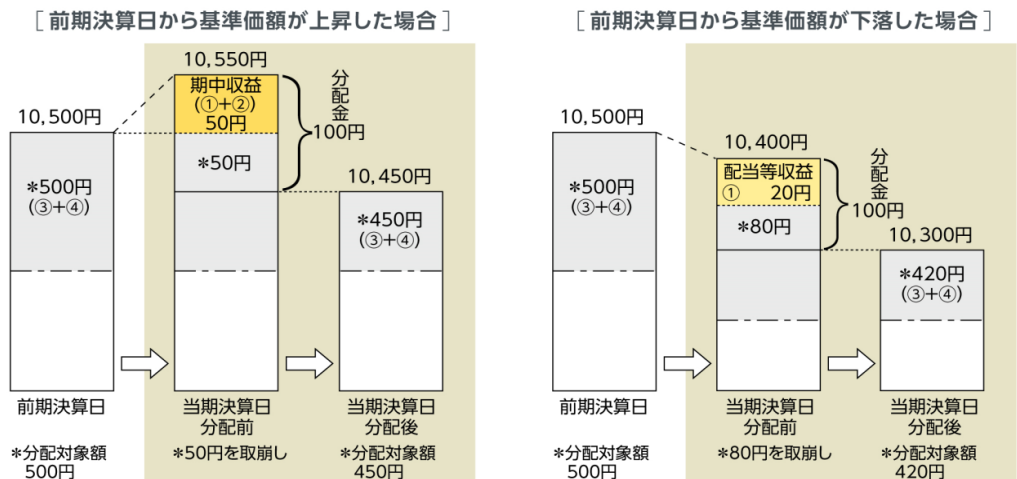 ［前期決算日から基準価額が上昇した場合］
10,500円
＊500円
(③＋④)
前期決算日
＊分配対象額
500円
10,550円
期中収益
(①＋②)
50円
＊50円
分配金
100円
当期決算日
分配前
＊50円を取崩し
10,450円
＊450円
(③＋④)
当期決算日
分配後
＊分配対象額
450円
［前期決算日から基準価額が下落した場合］
10,500円
＊500円
(③＋④)
前期決算日
＊分配対象額
500円
10,400円
配当等収益
① 20円
＊80円
分配金
100円
当期決算日
分配前
＊80円を取崩し
10,300円
＊420円
(③＋④)
当期決算日
分配後
＊分配対象額
420円